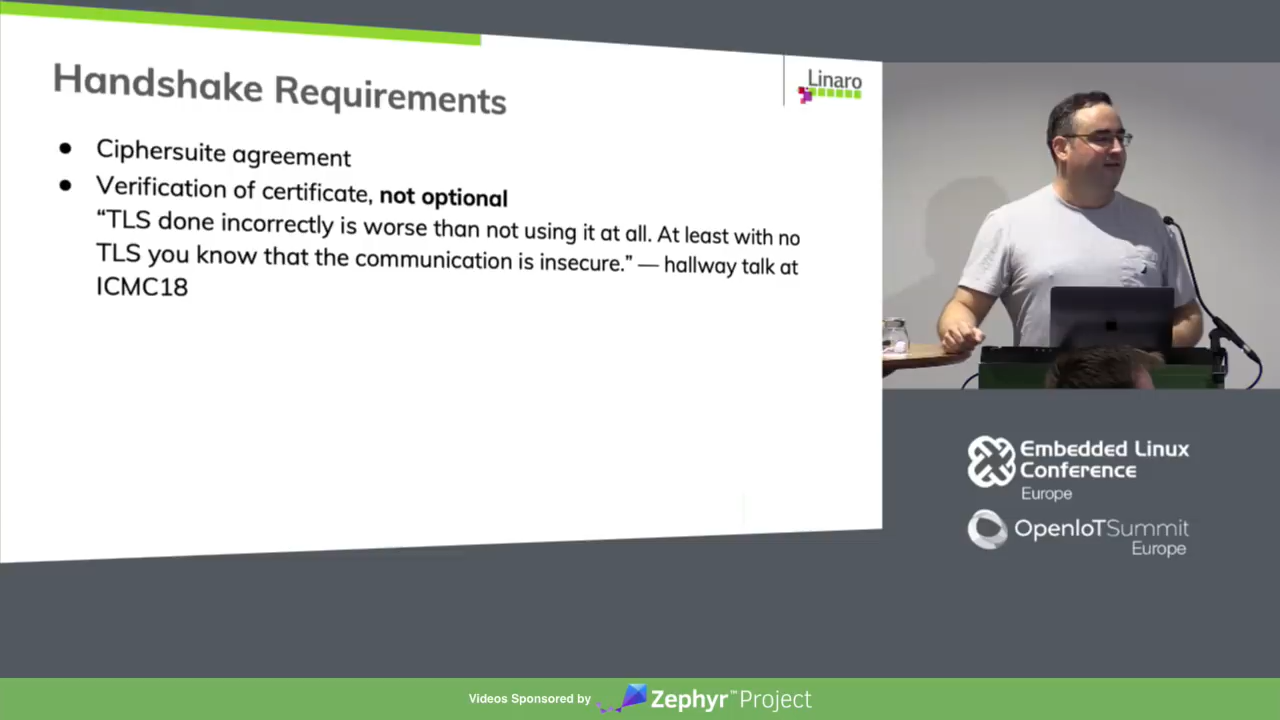 Handshake Requirements
Linaro
● Ciphersuite agreement
● Verification of certificate, not optional
“TLS done incorrectly is worse than not using it at all. At least with no
TLS you know that the communication is insecure.” — hallway talk at
ICMC18
Embedded Linux
Conference
Europe
OpenIoTSummit
Europe
Videos Sponsored by Zephyr™Project